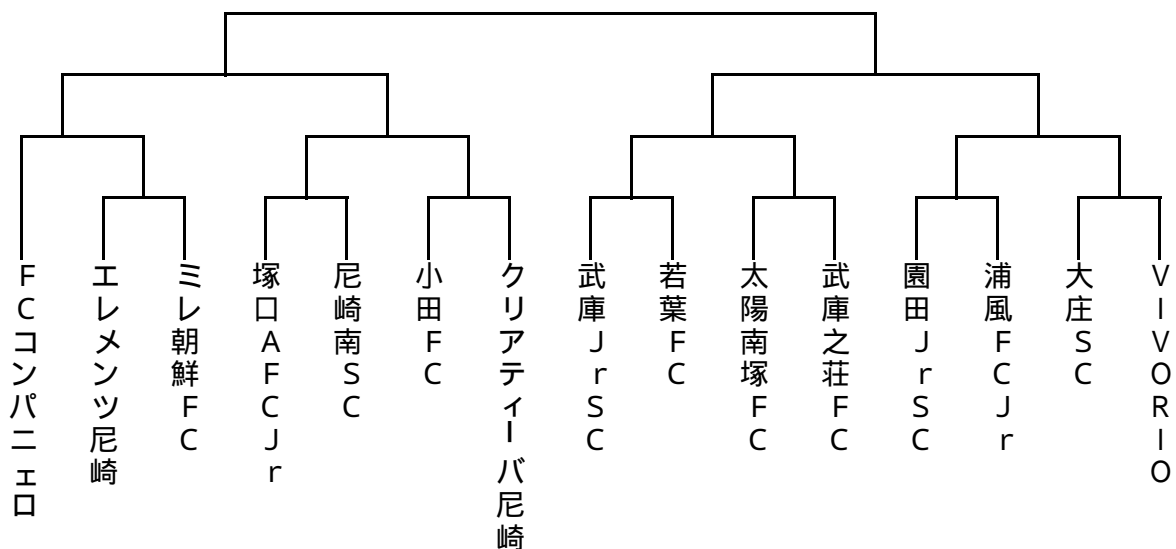 FCコンパニェロ
エレメンツ尼崎
ミレ朝鮮FC
塚口AFCJr
尼崎南SC
小田FC
クリアティーバ尼崎
武庫JrSC
若葉FC
太陽南塚FC
武庫之荘FC
園田JrSC
浦風FCJr
大庄SC
VIVORIO